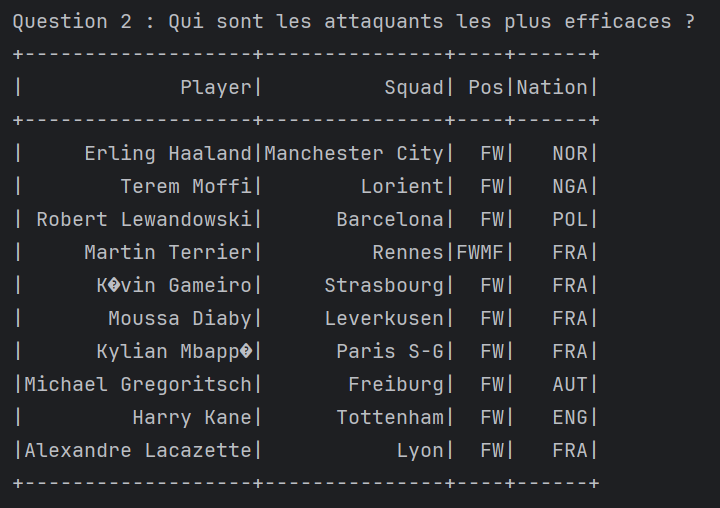 Question 2 : Qui sont les attaquants les plus efficaces ?
+-------------------+---------------+----+------+
|             Player|          Squad| Pos|Nation|
+-------------------+---------------+----+------+
|     Erling Haaland|Manchester City|  FW|   NOR|
|        Terem Moffi|        Lorient|  FW|   NGA|
| Robert Lewandowski|      Barcelona|  FW|   POL|
|     Martin Terrier|         Rennes|FWMF|   FRA|
|      K�vin Gameiro|     Strasbourg|  FW|   FRA|
|       Moussa Diaby|     Leverkusen|  FW|   FRA|
|      Kylian Mbapp�|      Paris S-G|  FW|   FRA|
|Michael Gregoritsch|       Freiburg|  FW|   AUT|
|         Harry Kane|      Tottenham|  FW|   ENG|
|Alexandre Lacazette|           Lyon|  FW|   FRA|
+-------------------+---------------+----+------+